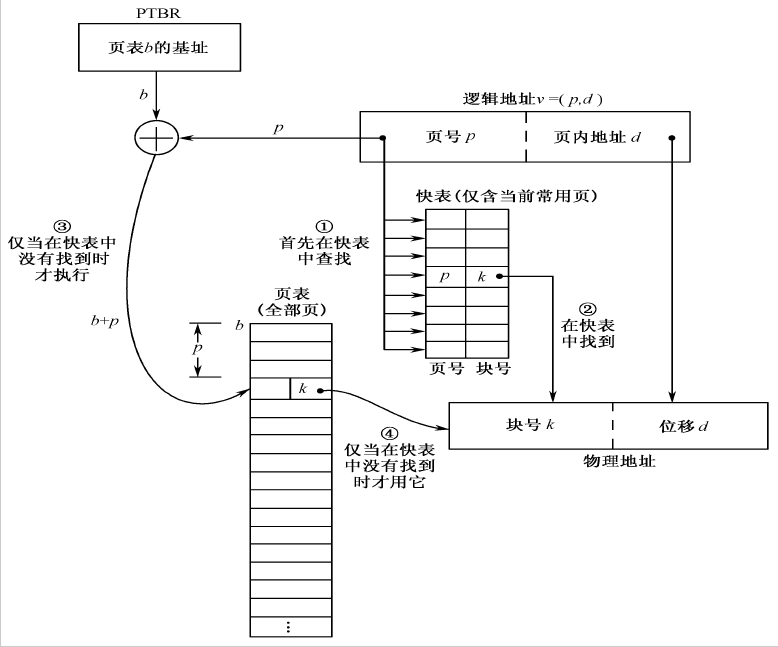 PTBR
页表b的基址
b
逻辑地址v =( p,d )
p
页号 p
页内地址 d
快表(仅含当前常用页)
①
首先在快表
中查找
③
仅当在快表中
没有找到时
才执行
p
k
②
在快表
中找到
页表
(全部页)
b+p
b
p
页号
块号
k
块号 k
位移 d
物理地址
④
仅当在快表
中没有找到
时才用它
⋮